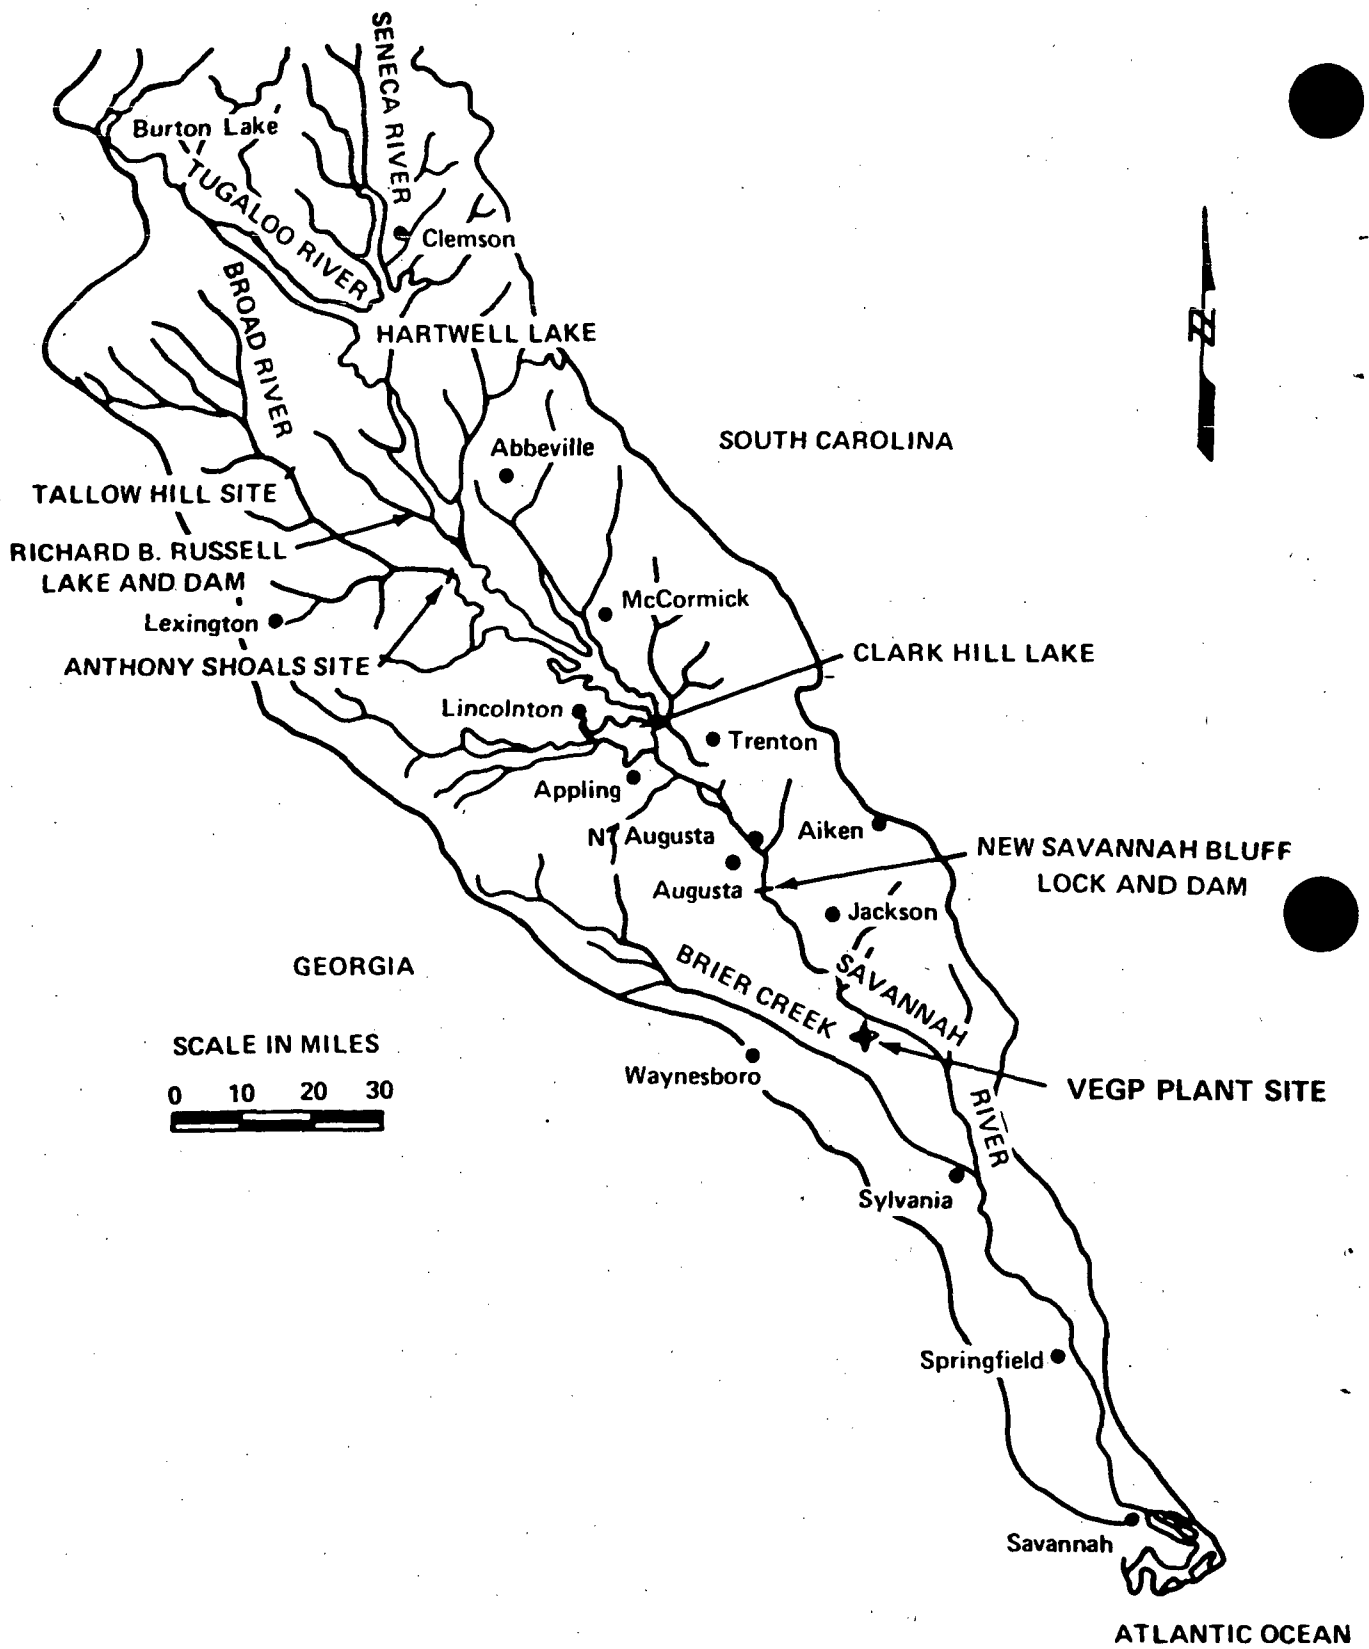 SENECA RIVER
Burton Lake
TUGALOO RIVER
Clemson
BROAD RIVER
HARTWELL LAKE
SOUTH CAROLINA
Abbeville
TALLOW HILL SITE
RICHARD B. RUSSELL
LAKE AND DAM
McCormick
Lexington
ANTHONY SHOALS SITE
CLARK HILL LAKE
Lincolnton
Trenton
Appling
N. Augusta
Aiken
NEW SAVANNAH BLUFF
LOCK AND DAM
Augusta
Jackson
GEORGIA
BRIER CREEK
SAVANNAH
RIVER
SCALE IN MILES
0 10 20 30
Waynesboro
VEGP PLANT SITE
Sylvania
Springfield
Savannah
ATLANTIC OCEAN
N